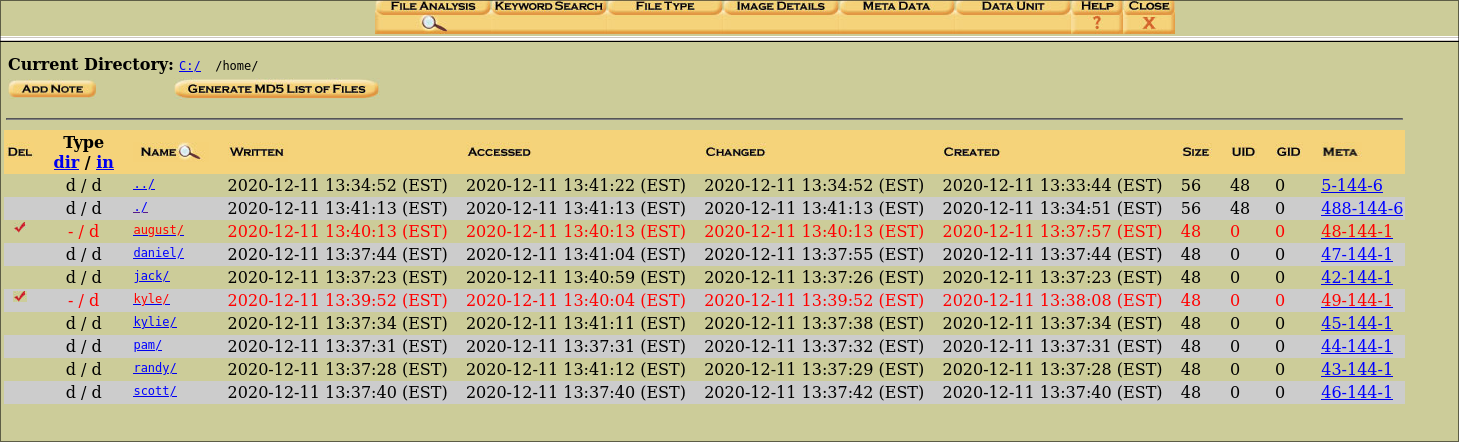 FILE ANALYSIS KEYWORD SEARCH FILE TYPE IMAGE DETAILS META DATA DATA UNIT HELP CLOSE
? X
Current Directory: C:/ /home/
ADD NOTE GENERATE MD5 LIST OF FILES
DEL Type dir / in NAME WRITTEN ACCESSED CHANGED CREATED SIZE UID GID META
d / d ../ 2020-12-11 13:34:52 (EST) 2020-12-11 13:41:22 (EST) 2020-12-11 13:34:52 (EST) 2020-12-11 13:33:44 (EST) 56 48 0 5-144-6
d / d ./ 2020-12-11 13:41:13 (EST) 2020-12-11 13:41:13 (EST) 2020-12-11 13:41:13 (EST) 2020-12-11 13:34:51 (EST) 56 48 0 488-144-6
- / d august/ 2020-12-11 13:40:13 (EST) 2020-12-11 13:40:13 (EST) 2020-12-11 13:40:13 (EST) 2020-12-11 13:37:57 (EST) 48 0 0 48-144-1
d / d daniel/ 2020-12-11 13:37:44 (EST) 2020-12-11 13:41:04 (EST) 2020-12-11 13:37:55 (EST) 2020-12-11 13:37:44 (EST) 48 0 0 47-144-1
d / d jack/ 2020-12-11 13:37:23 (EST) 2020-12-11 13:40:59 (EST) 2020-12-11 13:37:26 (EST) 2020-12-11 13:37:23 (EST) 48 0 0 42-144-1
- / d kyle/ 2020-12-11 13:39:52 (EST) 2020-12-11 13:40:04 (EST) 2020-12-11 13:39:52 (EST) 2020-12-11 13:38:08 (EST) 48 0 0 49-144-1
d / d kylie/ 2020-12-11 13:37:34 (EST) 2020-12-11 13:41:11 (EST) 2020-12-11 13:37:38 (EST) 2020-12-11 13:37:34 (EST) 48 0 0 45-144-1
d / d pam/ 2020-12-11 13:37:31 (EST) 2020-12-11 13:37:31 (EST) 2020-12-11 13:37:32 (EST) 2020-12-11 13:37:31 (EST) 48 0 0 44-144-1
d / d randy/ 2020-12-11 13:37:28 (EST) 2020-12-11 13:41:12 (EST) 2020-12-11 13:37:29 (EST) 2020-12-11 13:37:28 (EST) 48 0 0 43-144-1
d / d scott/ 2020-12-11 13:37:40 (EST) 2020-12-11 13:37:40 (EST) 2020-12-11 13:37:42 (EST) 2020-12-11 13:37:40 (EST) 48 0 0 46-144-1